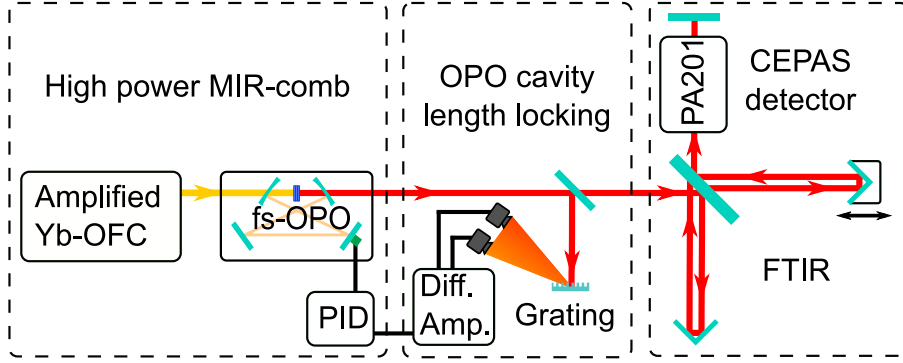 High power MIR-comb
Amplified
Yb-OFC
fs-OPO
PID
OPO cavity
length locking
Diff.
Amp.
Grating
PA201
CEPAS
detector
FTIR